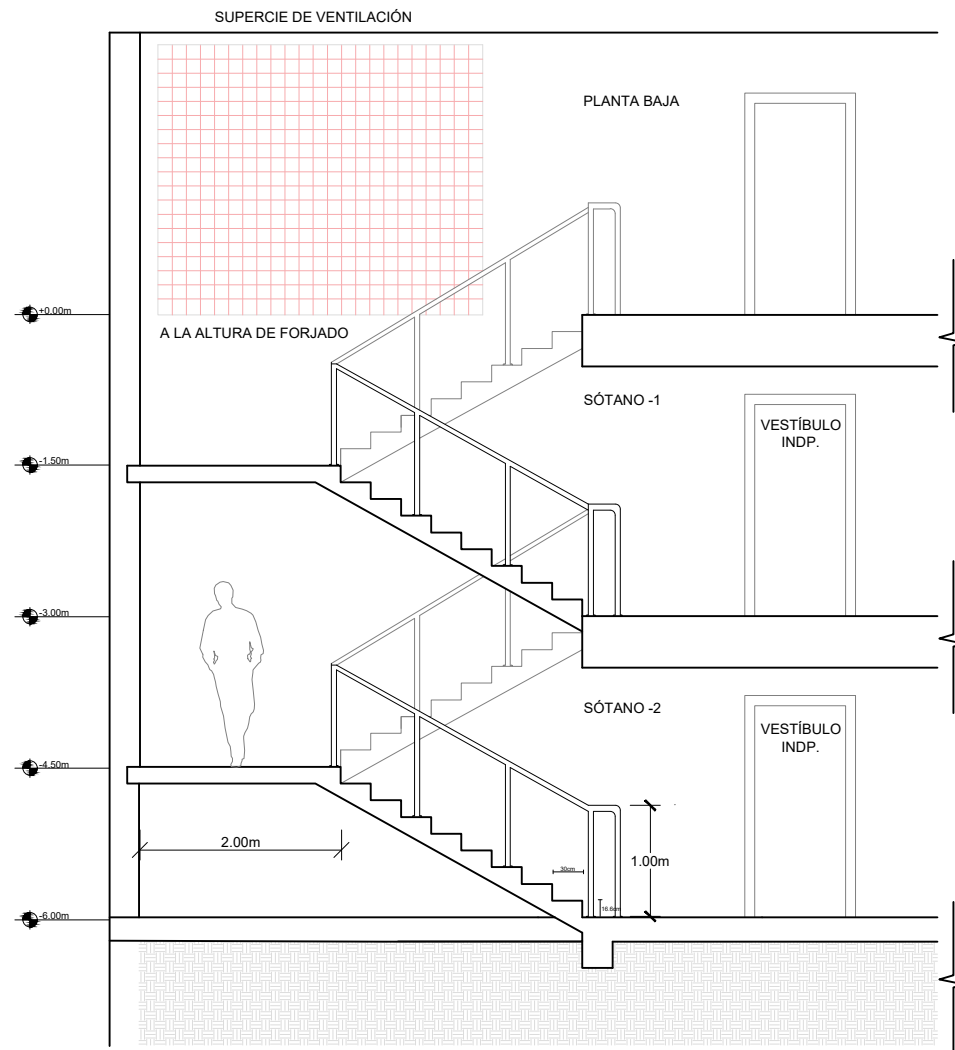 SUPERCIE DE VENTILACIÓN
PLANTA BAJA
+0.00m
A LA ALTURA DE FORJADO
SÓTANO -1
VESTÍBULO
INDP.
-1.50m
-3.00m
SÓTANO -2
VESTÍBULO
INDP.
-4.50m
2.00m
1.00m
30cm
16.6cm
-6.00m